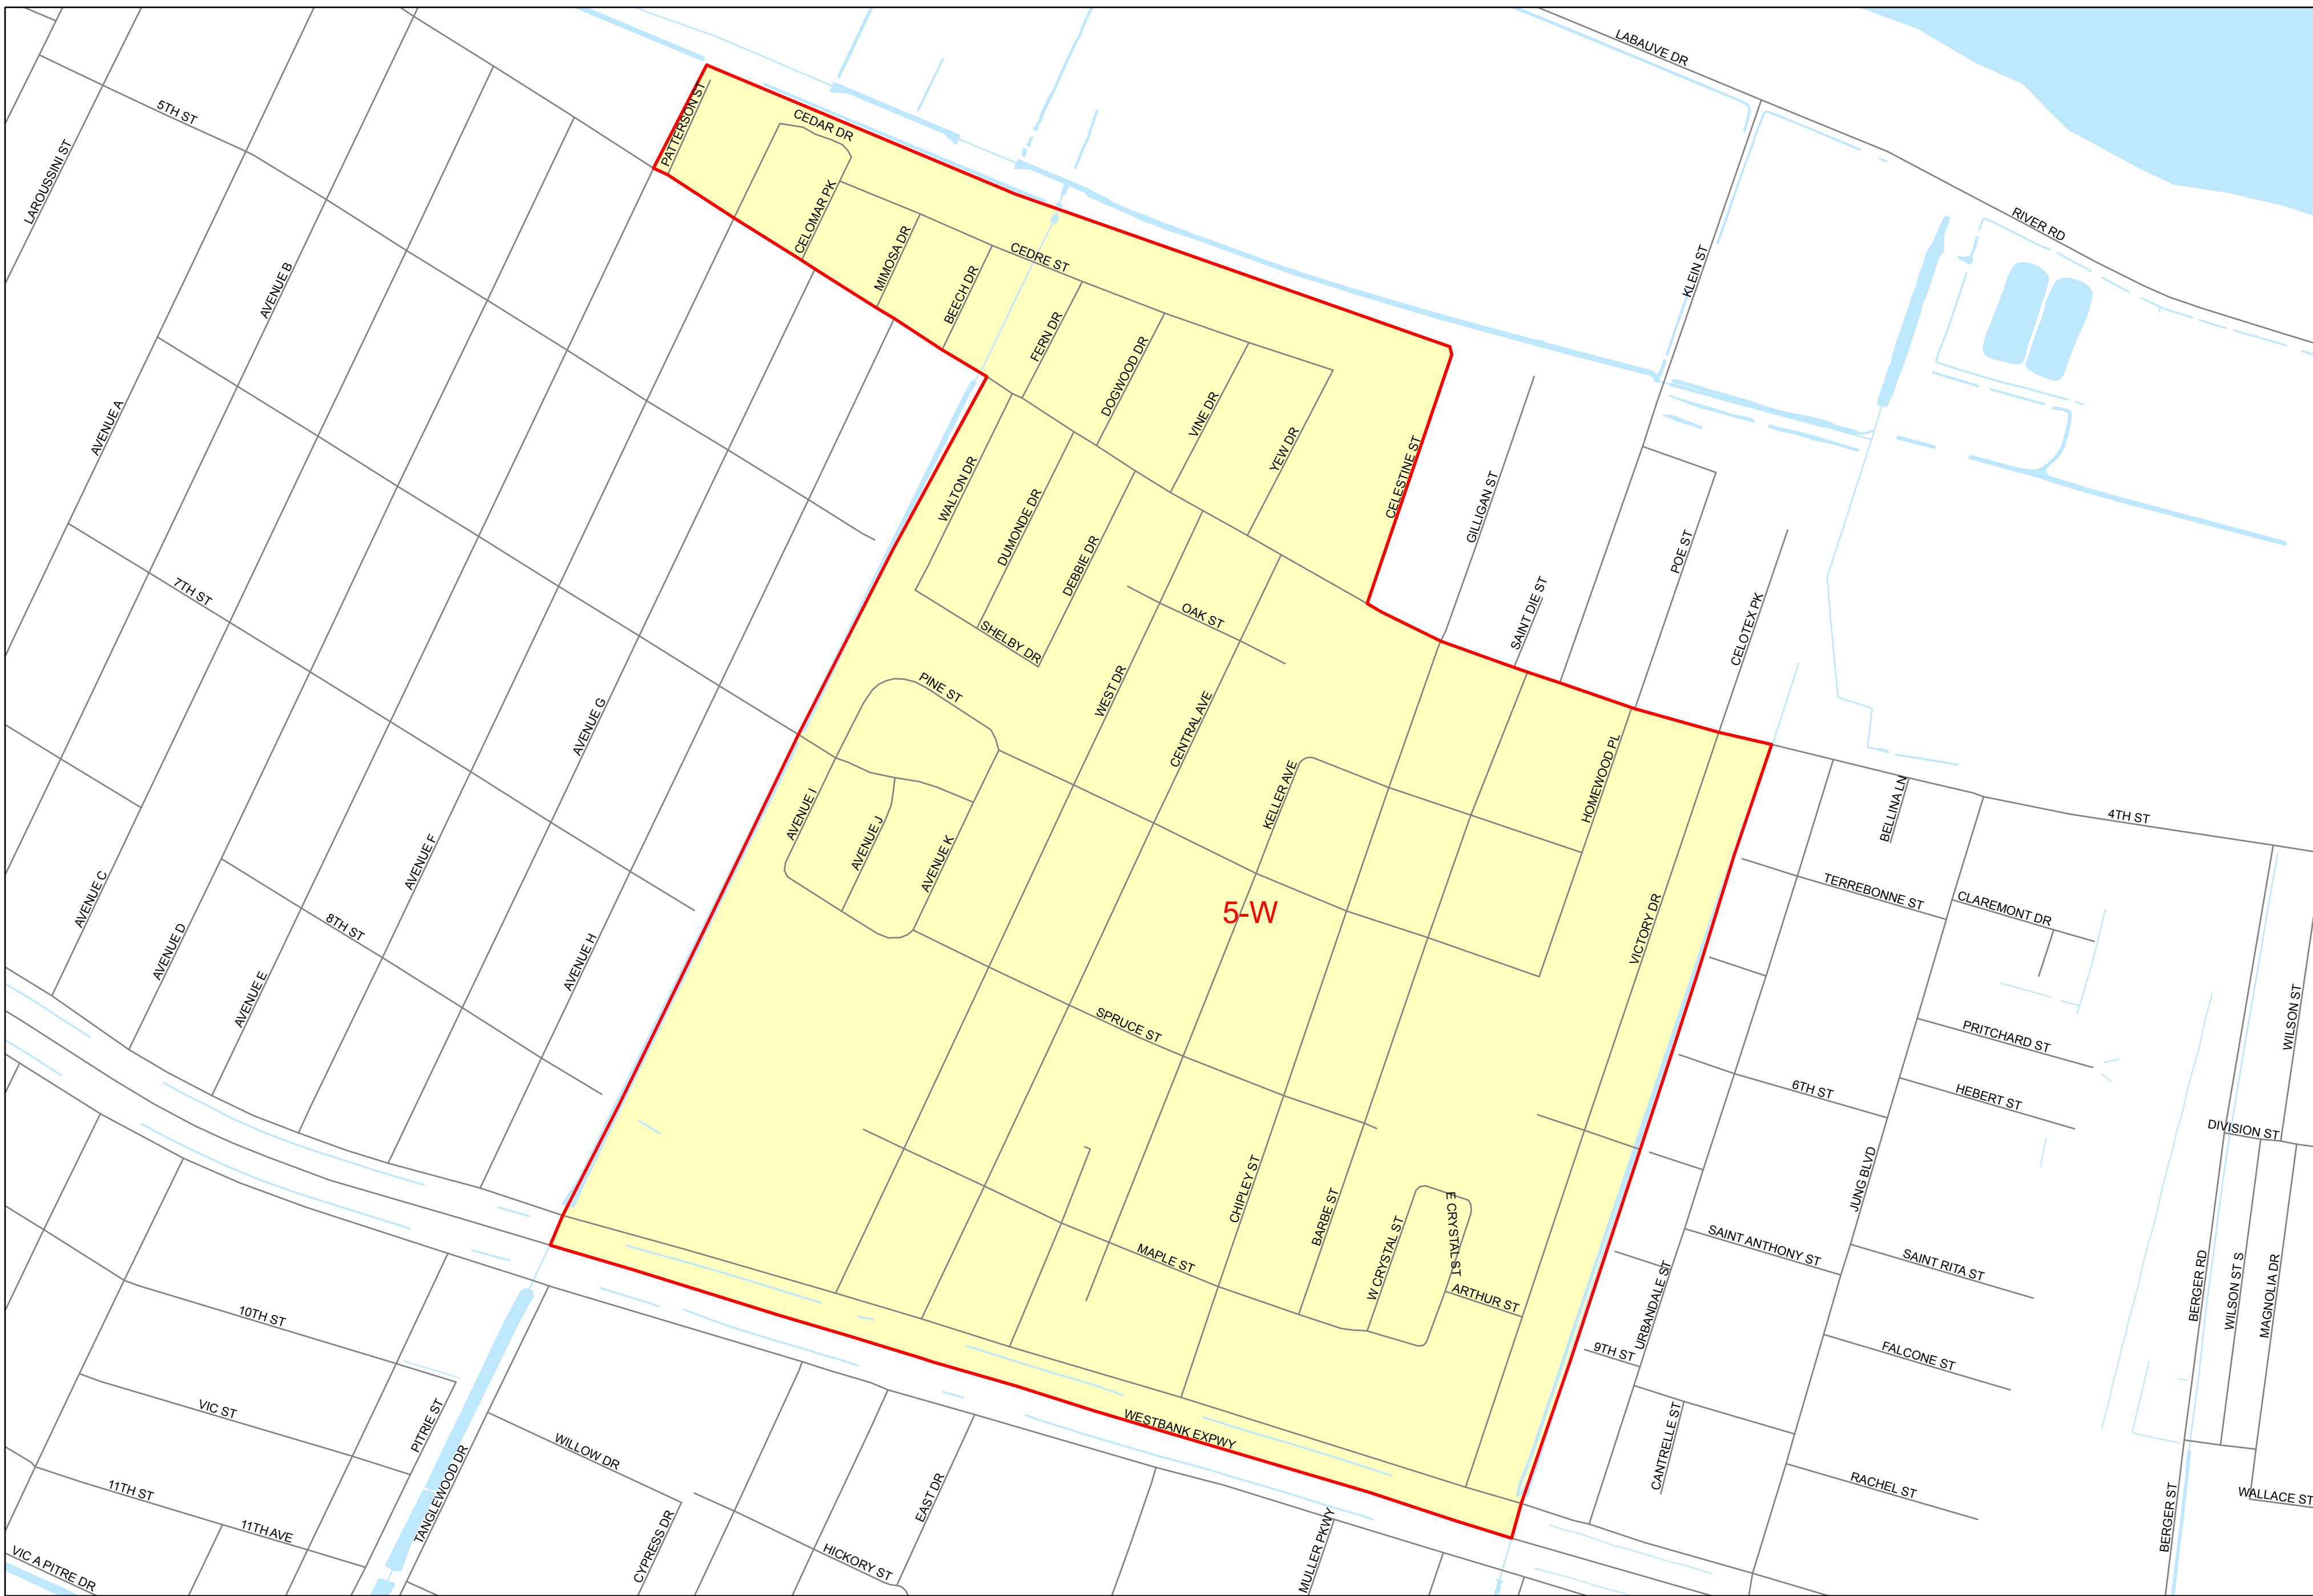 LABAUVE DR
5TH ST
PATTERSON ST
CEDAR DR
LAROUSSINI ST
CELOMAR PK
RIVER RD
MIMOSA DR
CEDRE ST
KLEIN ST
AVENUE B
BEECH DR
FERN DR
DOGWOOD DR
VINE DR
YEW DR
AVENUE A
CELESTINE ST
WALTON DR
GILLIGAN ST
DUMONDE DR
DEBBIE DR
POE ST
7TH ST
OAK ST
SAINT DIE ST
CELOTEX PK
SHELBY DR
PINE ST
WEST DR
CENTRAL AVE
AVENUE G
HOMEWOOD PL
KELLER AVE
AVENUE I
AVENUE J
AVENUE K
BELLINA LN
4TH ST
AVENUE F
AVENUE C
TERREBONNE ST
CLAREMONT DR
5-W
8TH ST
VICTORY DR
AVENUE D
AVENUE H
AVENUE E
SPRUCE ST
WILSON ST
PRITCHARD ST
6TH ST
HEBERT ST
DIVISION ST
CHIPLEY ST
BARBE ST
JUNG BLVD
MAPLE ST
W CRYSTAL ST
E CRYSTAL ST
SAINT ANTHONY ST
SAINT RITA ST
ARTHUR ST
URBANDALE ST
BERGER RD
WILSON ST S
MAGNOLIA DR
10TH ST
9TH ST
FALCONE ST
VIC ST
PITRIE ST
WESTBANK EXPWY
CANTRELLE ST
WILLOW DR
TANGLEWOOD DR
11TH ST
EAST DR
RACHEL ST
WALLACE ST
11TH AVE
CYPRESS DR
HICKORY ST
MULLER PKWY
BERGER ST
VIC A PITRE DR